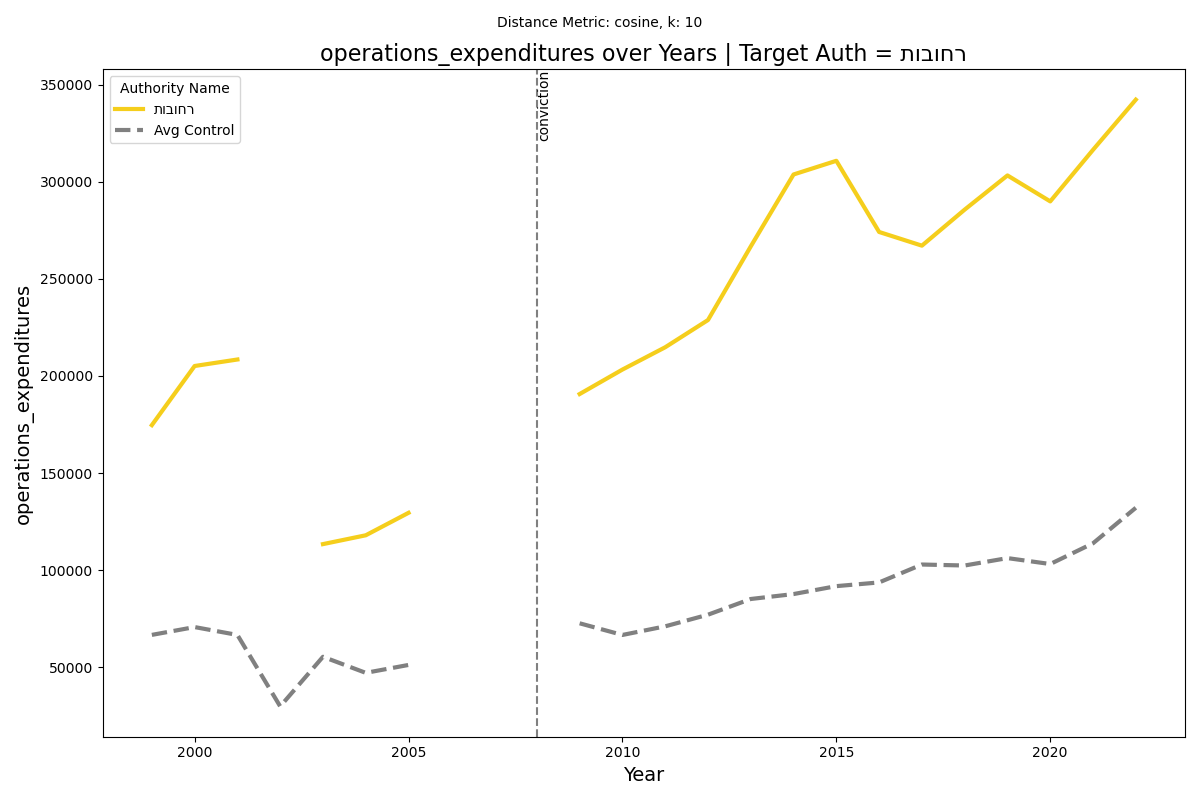 Distance Metric: cosine, k: 10
operations_expenditures over Years | Target Auth = רחובות
Authority Name
רחובות
Avg Control
conviction
350000
300000
250000
200000
150000
100000
50000
operations_expenditures
2000 2005 2010 2015 2020
Year